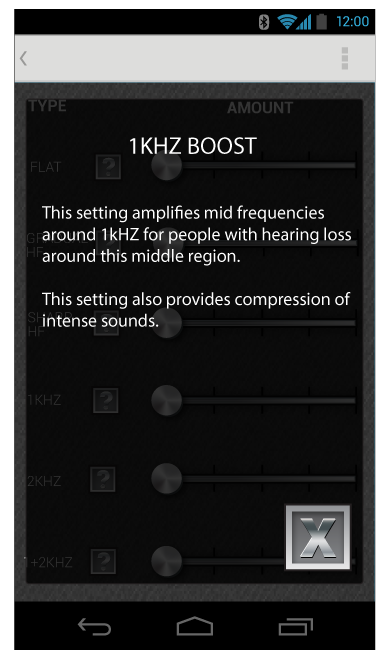 12:00
TYPE AMOUNT
1KHZ BOOST
FLAT ?
This setting amplifies mid frequencies
around 1kHZ for people with hearing loss
around this middle region.
This setting also provides compression of
intense sounds.
HF
1KHZ ?
2KHZ ?
X
1+2KHZ ?